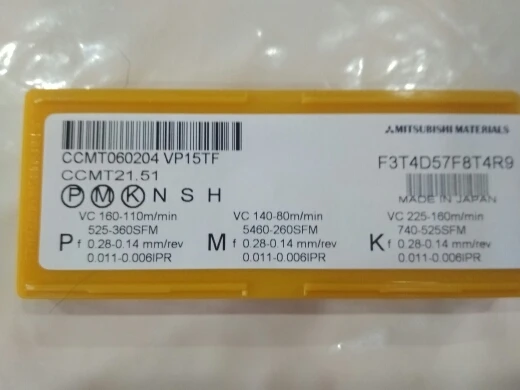 MITSUBISHI MATERIALS
CCMT060204 VP15TF
CCMT21.51
F3T4D57F8T4R9
MADE IN JAPAN
P M K N S H
P
VC 160-110m/min
525-360SFM
f 0.28-0.14 mm/rev
0.011-0.006IPR
M
VC 140-80m/min
5460-260SFM
f 0.28-0.14 mm/rev
0.011-0.006IPR
K
VC 225-160m/min
740-525SFM
f 0.28-0.14 mm/rev
0.011-0.006IPR